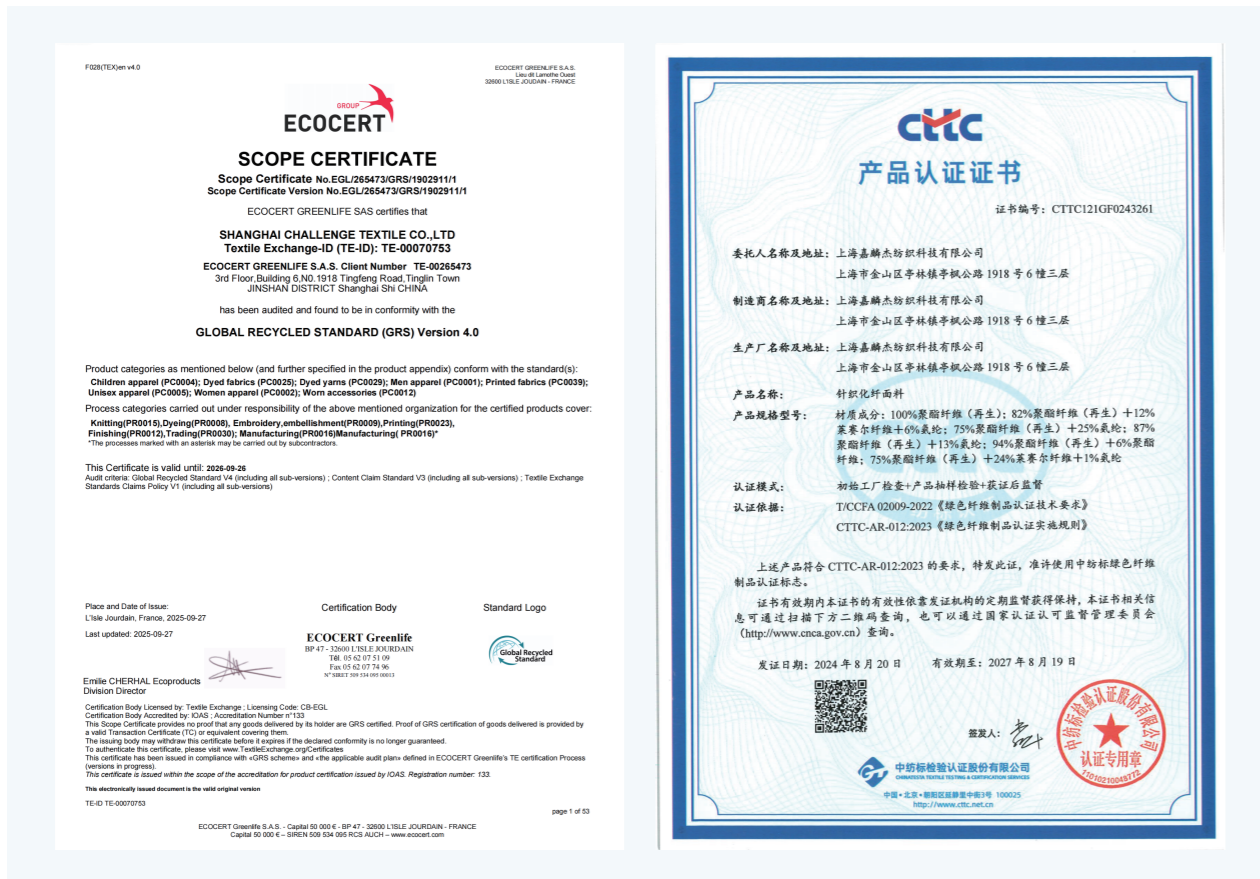 F028(TEX)en v4.0
ECOCERT GREENLIFE S.A.S.
Lieu dit Lamothe Ouest
32600 L'ISLE JOUDAIN - FRANCE
GROUP
ECOCERT
SCOPE CERTIFICATE
Scope Certificate No.EGL/265473/GRS/1902911/1
Scope Certificate Version No.EGL/265473/GRS/1902911/1
ECOCERT GREENLIFE SAS certifies that
SHANGHAI CHALLENGE TEXTILE CO.,LTD
Textile Exchange-ID (TE-ID): TE-00070753
ECOCERT GREENLIFE S.A.S. Client Number TE-00265473
3rd Floor,Building 6,N0.1918 Tingfeng Road,Tinglin Town
JINSHAN DISTRICT Shanghai Shi CHINA
has been audited and found to be in conformity with the
GLOBAL RECYCLED STANDARD (GRS) Version 4.0
Product categories as mentioned below (and further specified in the product appendix) conform with the standard(s):
Children apparel (PC0004); Dyed fabrics (PC0025); Dyed yarns (PC0029); Men apparel (PC0001); Printed fabrics (PC0039);
Unisex apparel (PC0005); Women apparel (PC0002); Worn accessories (PC0012)
Process categories carried out under responsibility of the above mentioned organization for the certified products cover:
Knitting(PR0015),Dyeing(PR0008), Embroidery,embellishment(PR0009),Printing(PR0023),
Finishing(PR0012),Trading(PR0030); Manufacturing(PR0016)Manufacturing( PR0016)*
*The processes marked with an asterisk may be carried out by subcontractors.
This Certificate is valid until: 2026-09-26
Audit criteria: Global Recycled Standard V4 (including all sub-versions) ; Content Claim Standard V3 (including all sub-versions) ; Textile Exchange
Standards Claims Policy V1 (including all sub-versions)
Place and Date of Issue:
L'Isle Jourdain, France, 2025-09-27
Last updated: 2025-09-27
Certification Body
ECOCERT Greenlife
BP 47 - 32600 L'ISLE JOURDAIN
Tél. 05 62 07 51 09
Fax 05 62 07 74 96
N° SIRET 509 534 095 00013
Standard Logo
Global Recycled
Standard
Emilie CHERHAL Ecoproducts
Division Director
Certification Body Licensed by: Textile Exchange ; Licensing Code: CB-EGL
Certification Body Accredited by: IOAS ; Accreditation Number n°133
This Scope Certificate provides no proof that any goods delivered by its holder are GRS certified. Proof of GRS certification of goods delivered is provided by
a valid Transaction Certificate (TC) or equivalent covering them.
The issuing body may withdraw this certificate before it expires if the declared conformity is no longer guaranteed.
To authenticate this certificate, please visit www.TextileExchange.org/Certificates
This certificate has been issued in compliance with «GRS scheme» and «the applicable audit plan» defined in ECOCERT Greenlife's TE certification Process
(versions in progress).
This certificate is issued within the scope of the accreditation for product certification issued by IOAS. Registration number: 133.
This electronically issued document is the valid original version
TE-ID TE-00070753
page 1 of 53
ECOCERT Greenlife S.A.S. - Capital 50 000 € - BP 47 - 32600 L'ISLE JOURDAIN - FRANCE
Capital 50 000 € – SIREN 509 534 095 RCS AUCH – www.ecocert.com
cttc
产品认证证书
证书编号：CTTC121GF0243261
委托人名称及地址：上海嘉麟杰纺织科技有限公司
上海市金山区亭林镇亭枫公路 1918 号 6 幢三层
制造商名称及地址：上海嘉麟杰纺织科技有限公司
上海市金山区亭林镇亭枫公路 1918 号 6 幢三层
生产厂名称及地址：上海嘉麟杰纺织科技有限公司
上海市金山区亭林镇亭枫公路 1918 号 6 幢三层
产品名称： 针织化纤面料
产品规格型号： 材质成分：100%聚酯纤维（再生）；82%聚酯纤维（再生）＋12%
莱赛尔纤维＋6%氨纶；75%聚酯纤维（再生）＋25%氨纶；87%
聚酯纤维（再生）＋13%氨纶；94%聚酯纤维（再生）＋6%聚酯
纤维；75%聚酯纤维（再生）＋24%莱赛尔纤维＋1%氨纶
认证模式： 初始工厂检查+产品抽样检验+获证后监督
认证依据： T/CCFA 02009-2022《绿色纤维制品认证技术要求》
CTTC-AR-012:2023《绿色纤维制品认证实施规则》
上述产品符合 CTTC-AR-012:2023 的要求，特发此证，准许使用中纺标绿色纤维
制品认证标志。
证书有效期内本证书的有效性依靠发证机构的定期监督获得保持，本证书相关信
息可通过扫描下方二维码查询，也可以通过国家认证认可监督管理委员会
（http://www.cnca.gov.cn）查询。
发证日期：2024 年 8 月 20 日 有效期至：2027 年 8 月 19 日
签发人：
中纺标检验认证股份有限公司
认证专用章
11010210049772
中纺标检验认证股份有限公司
CHINATESTA TEXTILE TESTING & CERTIFICATION SERVICES
中国·北京·朝阳区延静里中街3号 100025
http://www.cttc.net.cn